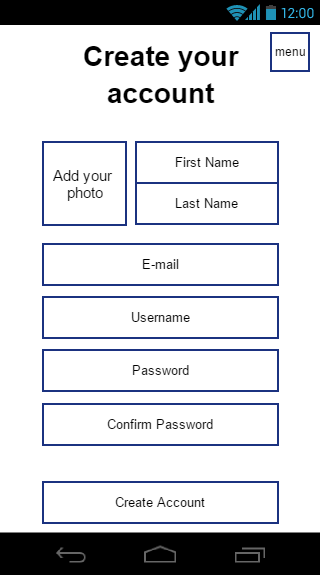 12:00
menu
Create your
account
Add your
photo
First Name
Last Name
E-mail
Username
Password
Confirm Password
Create Account